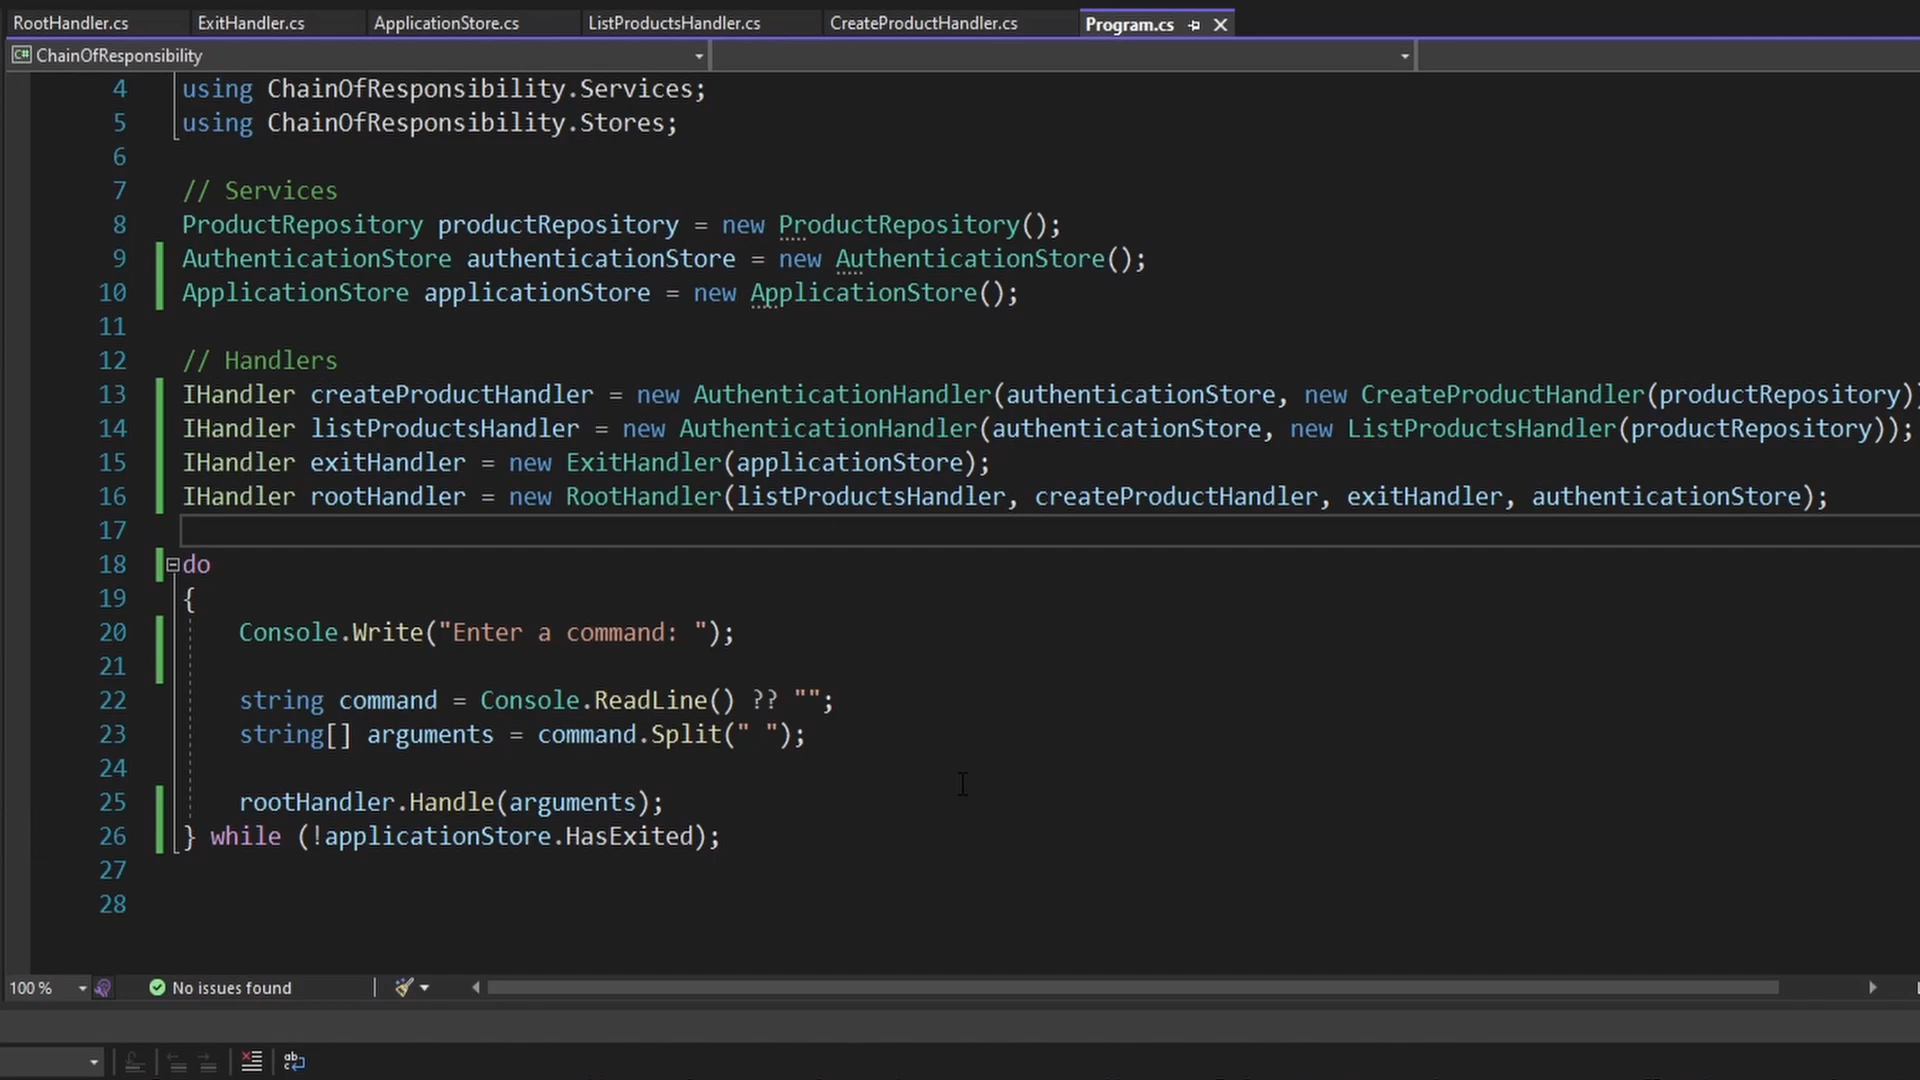 RootHandler.cs ExitHandler.cs ApplicationStore.cs ListProductsHandler.cs CreateProductHandler.cs Program.cs
C# ChainOfResponsibility
4 using ChainOfResponsibility.Services;
5 using ChainOfResponsibility.Stores;
6
7 // Services
8 ProductRepository productRepository = new ProductRepository();
9 AuthenticationStore authenticationStore = new AuthenticationStore();
10 ApplicationStore applicationStore = new ApplicationStore();
11
12 // Handlers
13 IHandler createProductHandler = new AuthenticationHandler(authenticationStore, new CreateProductHandler(productRepository)
14 IHandler listProductsHandler = new AuthenticationHandler(authenticationStore, new ListProductsHandler(productRepository));
15 IHandler exitHandler = new ExitHandler(applicationStore);
16 IHandler rootHandler = new RootHandler(listProductsHandler, createProductHandler, exitHandler, authenticationStore);
17
18 do
19 {
20 Console.Write("Enter a command: ");
21
22 string command = Console.ReadLine() ?? "";
23 string[] arguments = command.Split(" ");
24
25 rootHandler.Handle(arguments);
26 } while (!applicationStore.HasExited);
27
28
100 % No issues found